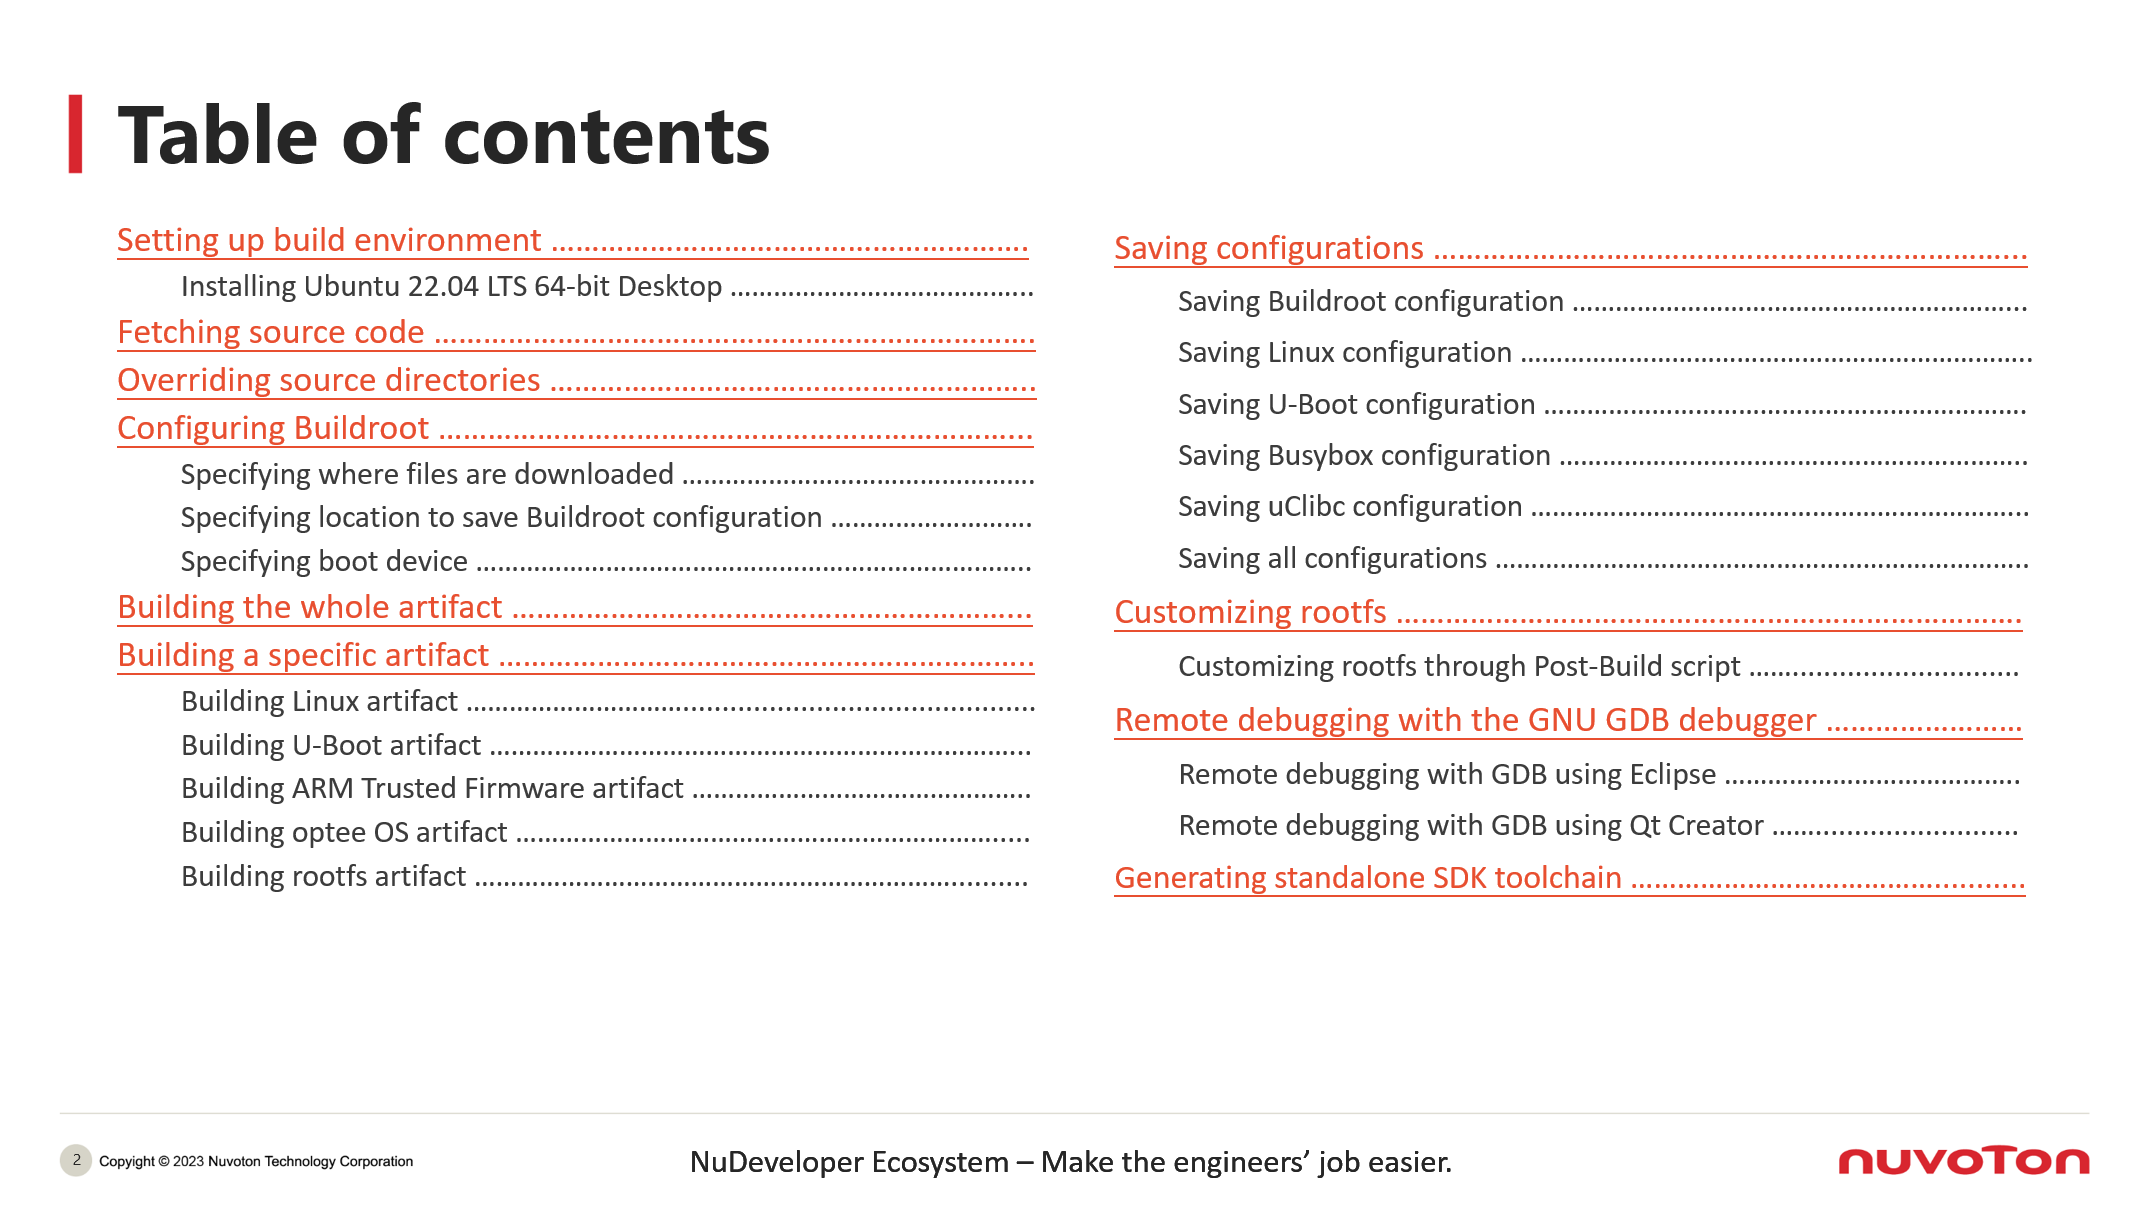 Table of contents
Setting up build environment ………………………………………………….
Installing Ubuntu 22.04 LTS 64-bit Desktop ……………………………………
Fetching source code ……………………………………………………………….
Overriding source directories …………………………………………………..
Configuring Buildroot ……………………………………………………………...
Specifying where files are downloaded ………………………………………….
Specifying location to save Buildroot configuration ……………………….
Specifying boot device …………………………………………………………………..
Building the whole artifact ………………………………………………………
Building a specific artifact ………………………………………………………..
Building Linux artifact …………………………...........................................
Building U-Boot artifact …………………………………………………………………
Building ARM Trusted Firmware artifact ………………………………………..
Building optee OS artifact ……………………………………………………………...
Building rootfs artifact …………………………………………………………..........
Saving configurations ………………………………………………………………
Saving Buildroot configuration ………………………………………………………
Saving Linux configuration ……………………………………………………………..
Saving U-Boot configuration ………………………………………………………….
Saving Busybox configuration ………………………………………………………..
Saving uClibc configuration ……………………………………………………………
Saving all configurations ………………………………………………………………..
Customizing rootfs ………………………………………………………………….
Customizing rootfs through Post-Build script ……............................
Remote debugging with the GNU GDB debugger ……………………
Remote debugging with GDB using Eclipse …………………………………..
Remote debugging with GDB using Qt Creator ……..........................
Generating standalone SDK toolchain ………………………………..........
2
Copyright © 2023 Nuvoton Technology Corporation
NuDeveloper Ecosystem – Make the engineers’ job easier.
nuvoTon